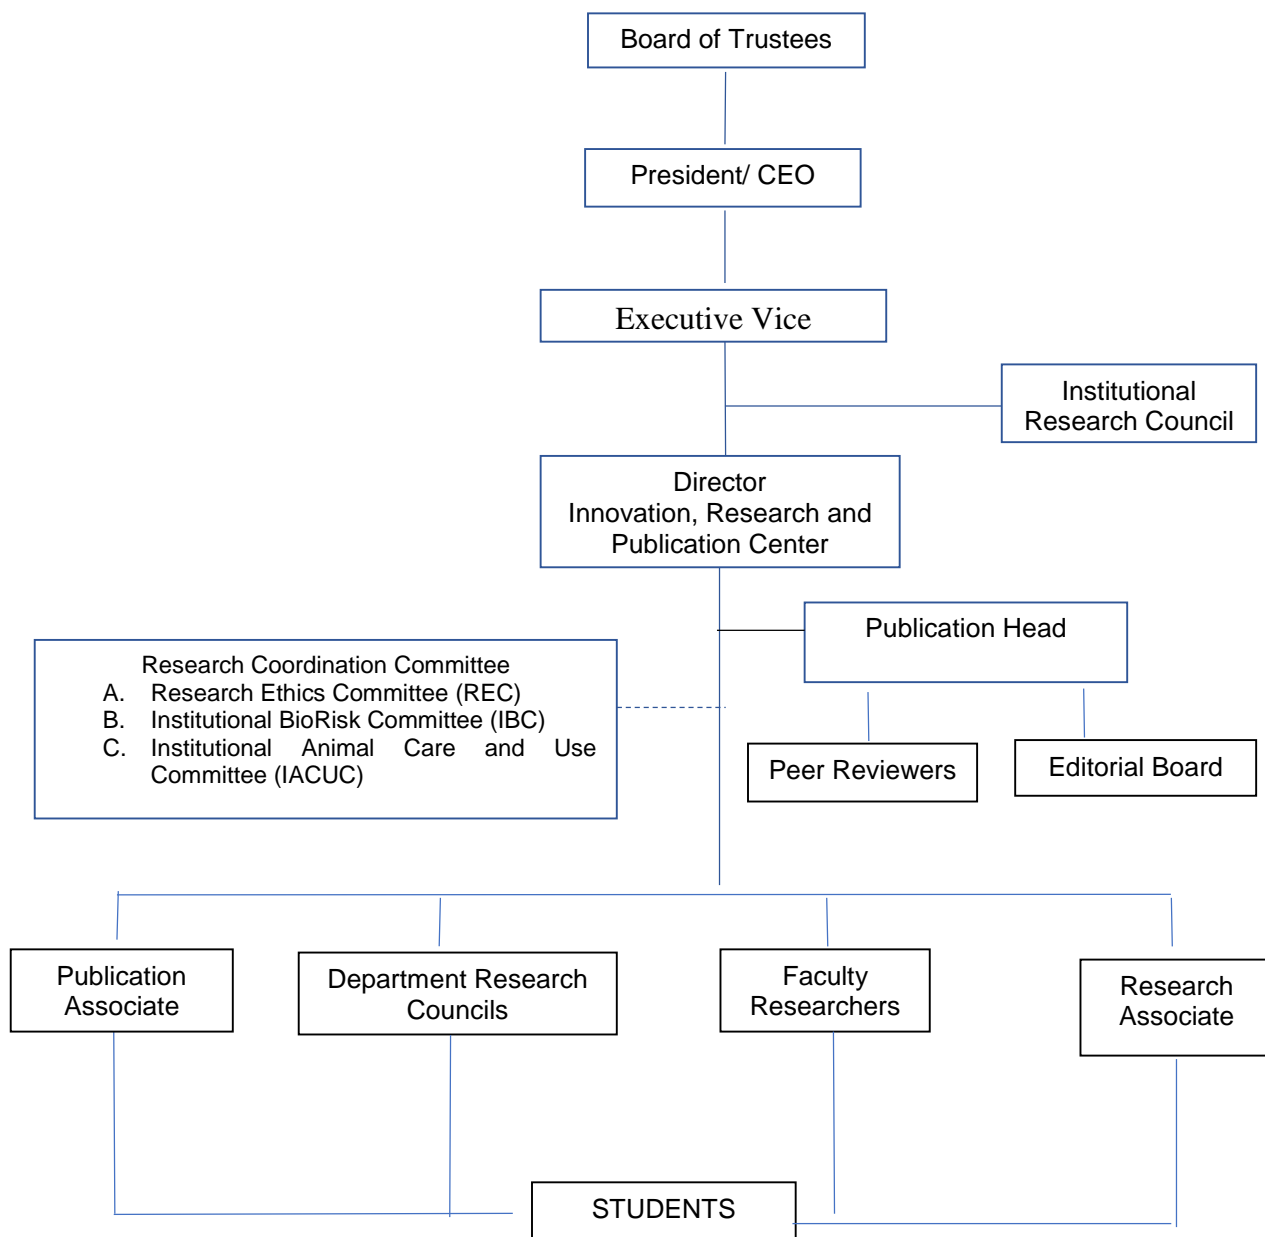 Board of Trustees
President/ CEO
Executive Vice
Institutional
Research Council
Director
Innovation, Research and
Publication Center
Publication Head
Research Coordination Committee
A. Research Ethics Committee (REC)
B. Institutional BioRisk Committee (IBC)
C. Institutional Animal Care and Use
Committee (IACUC)
Peer Reviewers
Editorial Board
Publication
Associate
Department Research
Councils
Faculty
Researchers
Research
Associate
STUDENTS